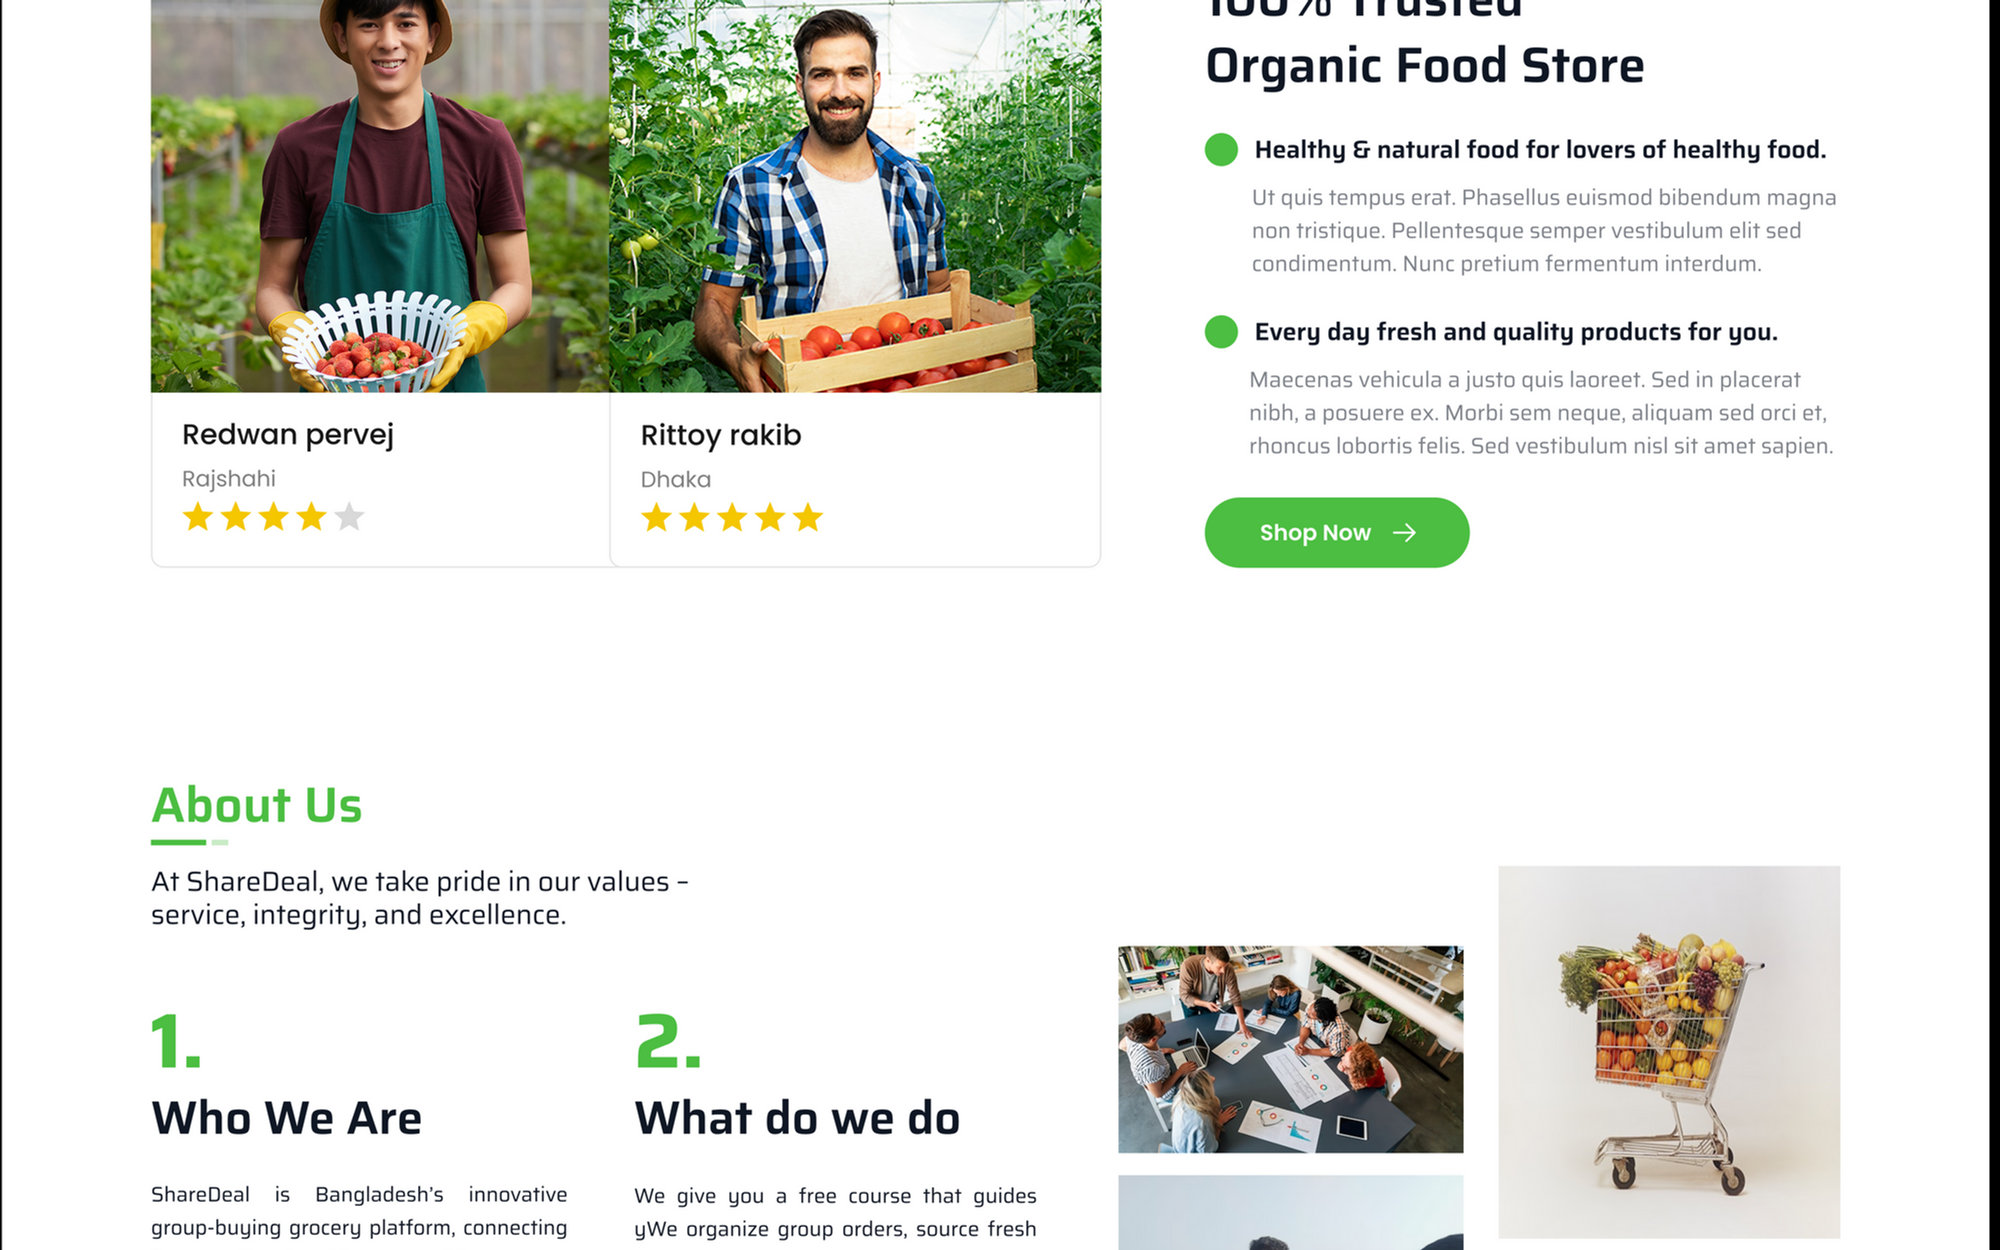 Redwan pervej
Rajshahi
Rittoy rakib
Dhaka
100% Trusted
Organic Food Store
Healthy & natural food for lovers of healthy food.
Ut quis tempus erat. Phasellus euismod bibendum magna
non tristique. Pellentesque semper vestibulum elit sed
condimentum. Nunc pretium fermentum interdum.
Every day fresh and quality products for you.
Maecenas vehicula a justo quis laoreet. Sed in placerat
nibh, a posuere ex. Morbi sem neque, aliquam sed orci et,
rhoncus lobortis felis. Sed vestibulum nisl sit amet sapien.
Shop Now
About Us
At ShareDeal, we take pride in our values –
service, integrity, and excellence.
1.
Who We Are
ShareDeal is Bangladesh's innovative
group-buying grocery platform, connecting
2.
What do we do
We give you a free course that guides
yWe organize group orders, source fresh